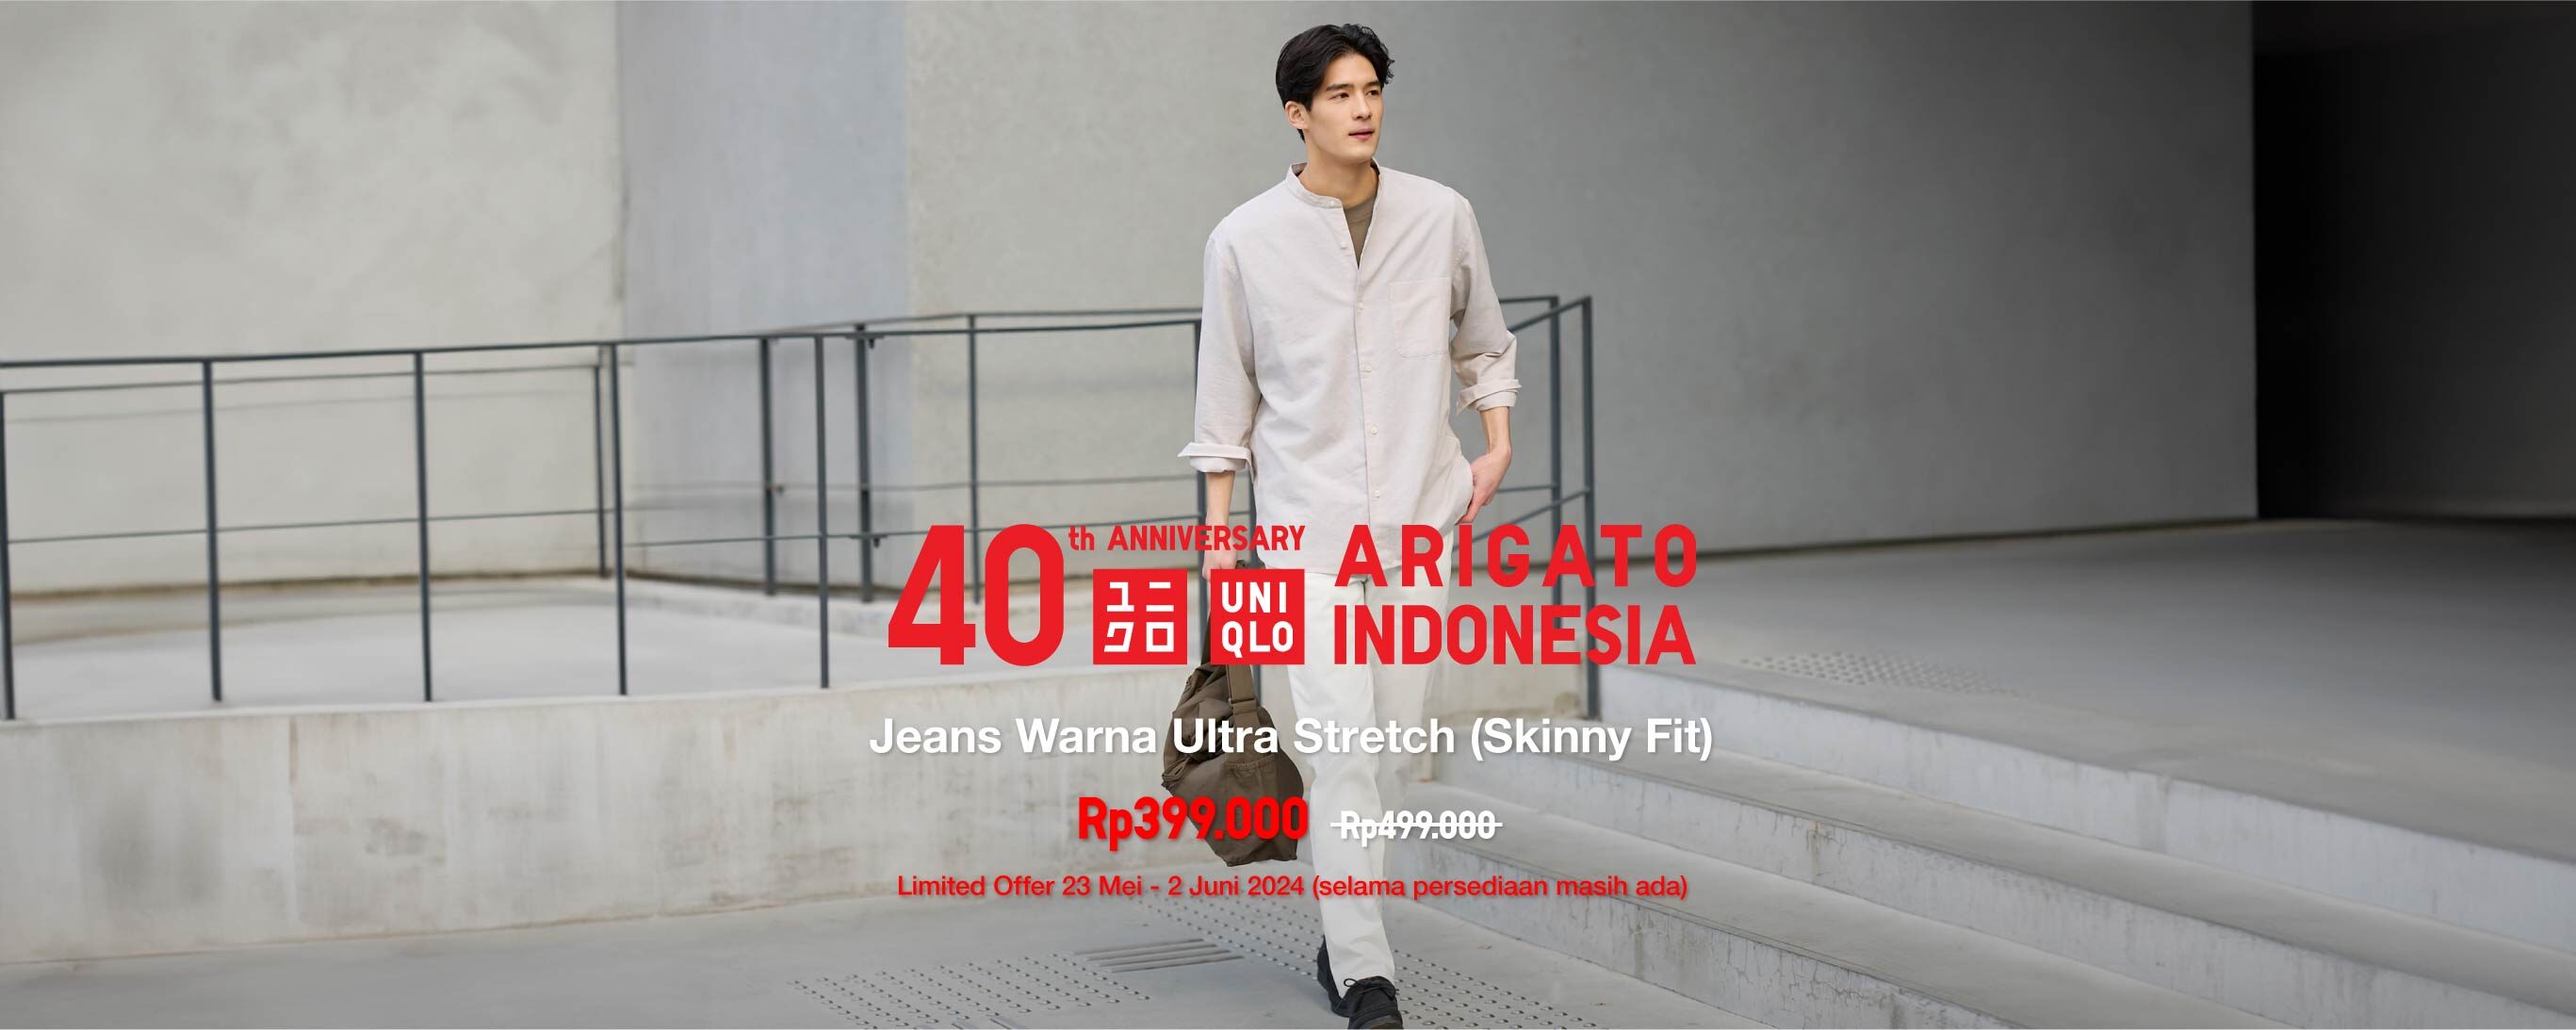 40th ANNIVERSARY
ユニクロ
UNIQLO
ARIGATO
INDONESIA
Jeans Warna Ultra Stretch (Skinny Fit)
Rp399.000 Rp499.000
Limited Offer 23 Mei - 2 Juni 2024 (selama persediaan masih ada)